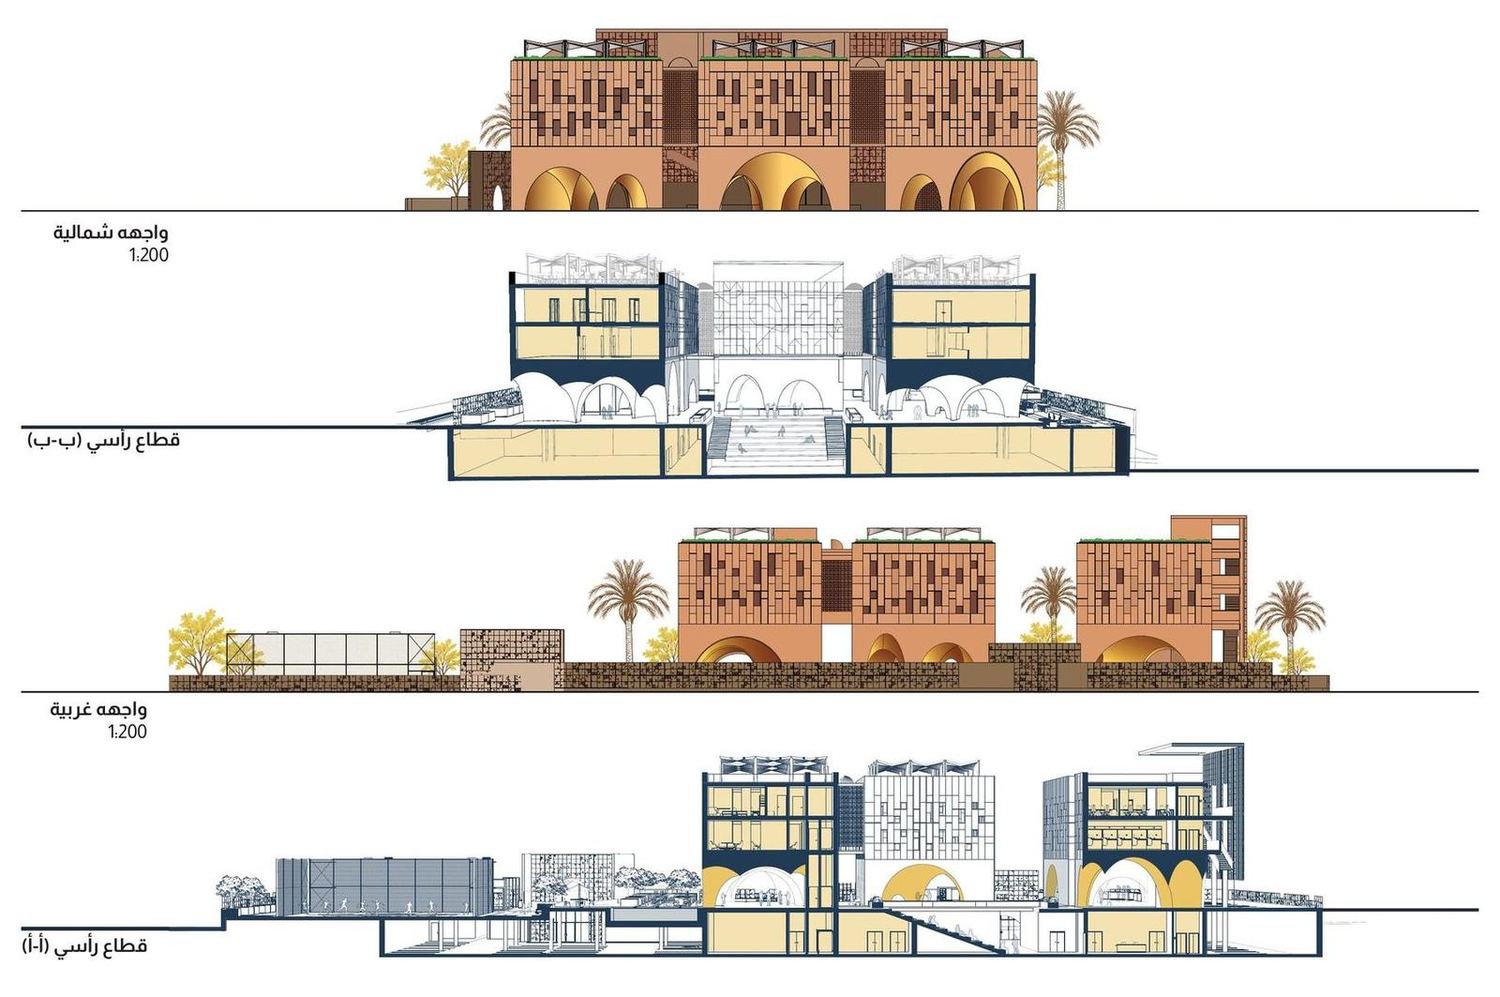 واجهه شمالية
1:200
قطاع رأسي (ب-ب)
واجهه غربية
1:200
قطاع رأسي (أ-أ)